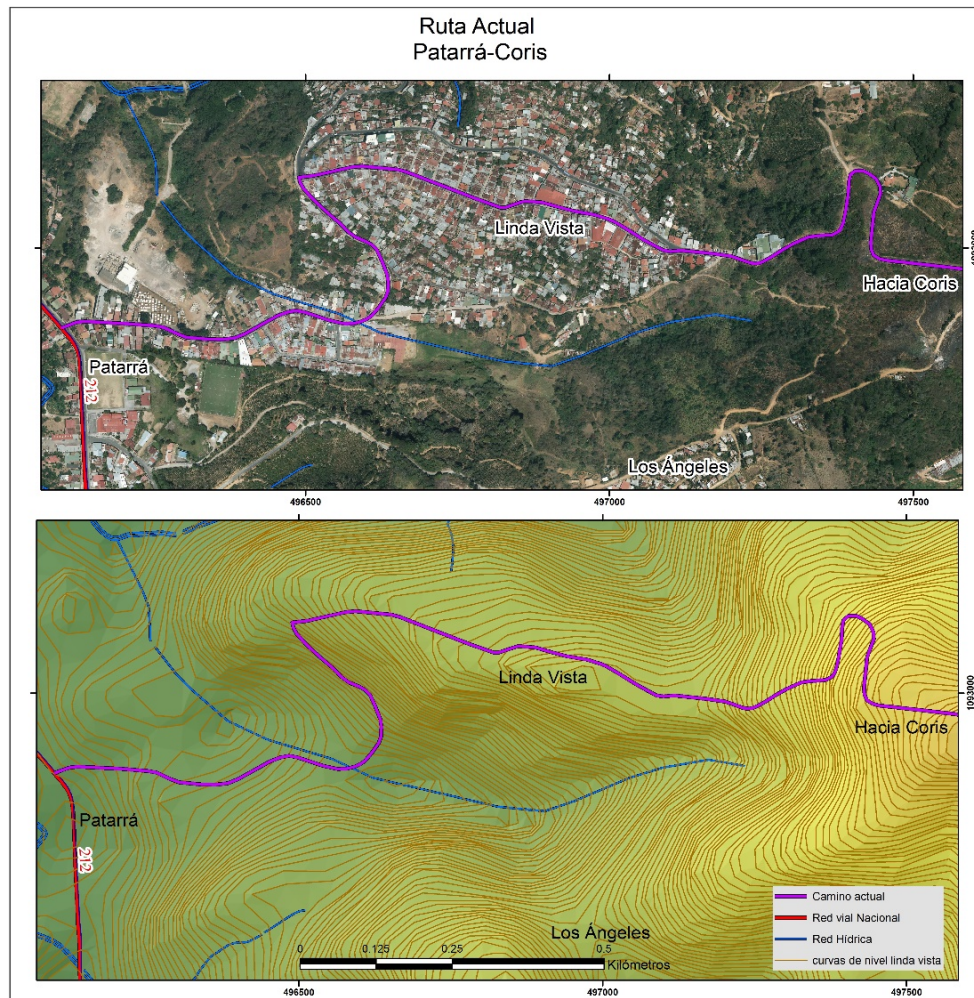 Ruta Actual
Patarrá-Coris
Linda Vista
Hacia Coris
1093000
Patarrá
212
Los Ángeles
496500
497000
497500
Linda Vista
1093000
Hacia Coris
Patarrá
212
Los Ángeles
0
0.125
0.25
0.5
Kilómetros
Camino actual
Red vial Nacional
Red Hídrica
curvas de nivel linda vista
496500
497000
497500